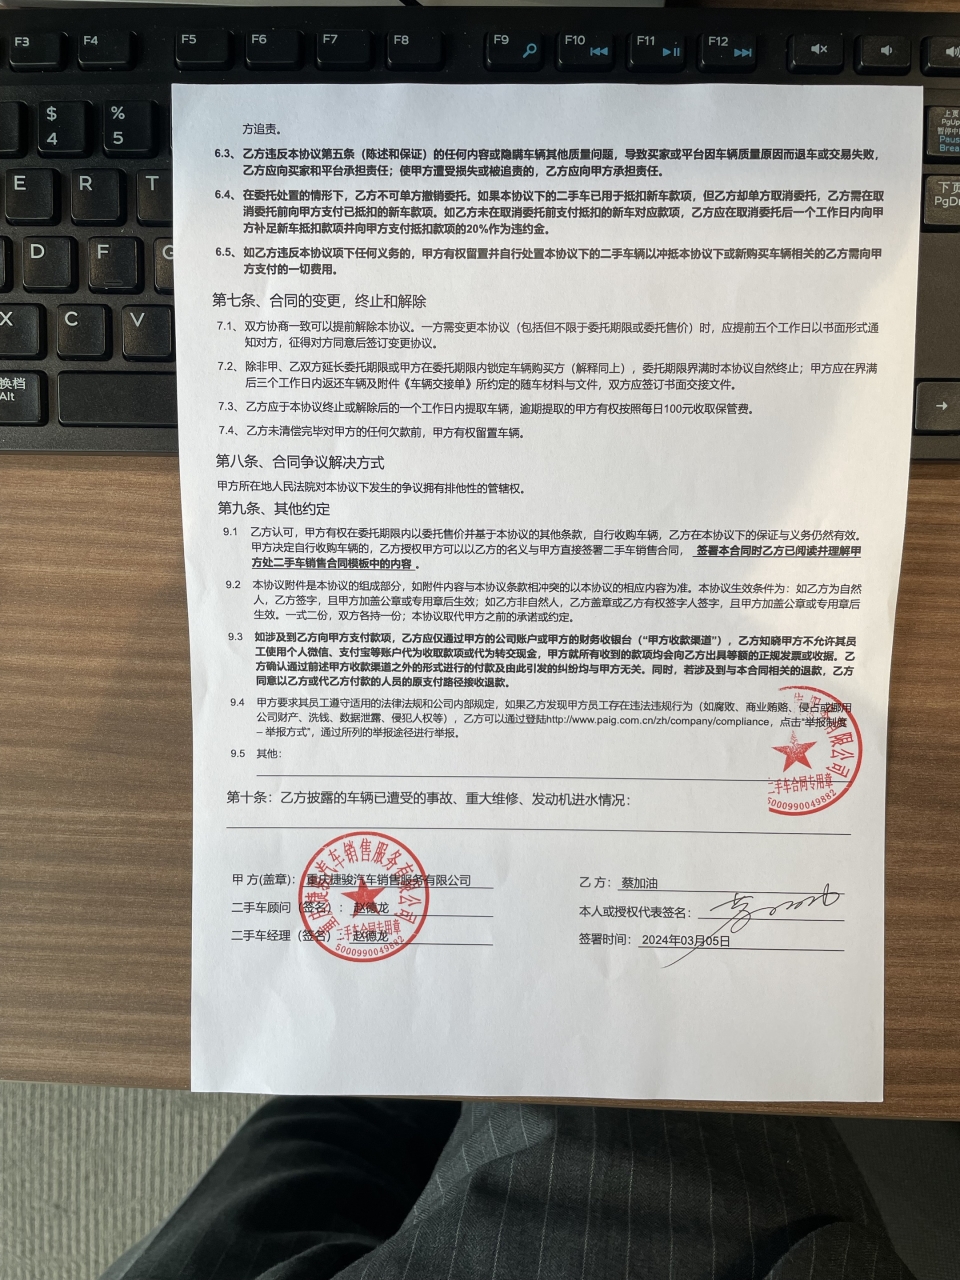 F3 F4 F5 F6 F7 F8 F9 F10 F11 F12
$ %
4 5
上页
PgUp
暂停中断
Pause
Break
E R T
下页
D F G
X C V
换档
Alt
方追责。
6.3、乙方违反本协议第五条（陈述和保证）的任何内容或隐瞒车辆其他质量问题，导致买家或平台因车辆质量原因而退车或交易失败，
乙方应向买家和平台承担责任；使甲方遭受损失或被追责的，乙方应向甲方承担责任。
6.4、在委托处置的情形下，乙方不可单方撤销委托。如果本协议下的二手车已用于抵扣新车款项，但乙方却单方取消委托，乙方需在取
消委托前向甲方支付已抵扣的新车款项。如乙方未在取消委托前支付抵扣的新车对应款项，乙方应在取消委托后一个工作日内向甲
方补足新车抵扣款项并向甲方支付抵扣款项的20%作为违约金。
6.5、如乙方违反本协议项下任何义务的，甲方有权留置并自行处置本协议下的二手车辆以冲抵本协议下或新购买车辆相关的乙方需向甲
方支付的一切费用。
第七条、合同的变更，终止和解除
7.1、双方协商一致可以提前解除本协议。一方需变更本协议（包括但不限于委托期限或委托售价）时，应提前五个工作日以书面形式通
知对方，征得对方同意后签订变更协议。
7.2、除非甲、乙双方延长委托期限或甲方在委托期限内锁定车辆购买方（解释同上），委托期限界满时本协议自然终止；甲方应在界满
后三个工作日内返还车辆及附件《车辆交接单》所约定的随车材料与文件，双方应签订书面交接文件。
7.3、乙方应于本协议终止或解除后的一个工作日内提取车辆，逾期提取的甲方有权按照每日100元收取保管费。
7.4、乙方未清偿完毕对甲方的任何欠款前，甲方有权留置车辆。
第八条、合同争议解决方式
甲方所在地人民法院对本协议下发生的争议拥有排他性的管辖权。
第九条、其他约定
9.1 乙方认可，甲方有权在委托期限内以委托售价并基于本协议的其他条款，自行收购车辆，乙方在本协议下的保证与义务仍然有效。
甲方决定自行收购车辆的，乙方授权甲方可以以乙方的名义与甲方直接签署二手车销售合同，签署本合同时乙方已阅读并理解甲
方处二手车销售合同模板中的内容。
9.2 本协议附件是本协议的组成部分，如附件内容与本协议条款相冲突的以本协议的相应内容为准。本协议生效条件为：如乙方为自然
人，乙方签字，且甲方加盖公章或专用章后生效；如乙方非自然人，乙方盖章或乙方有权签字人签字，且甲方加盖公章或专用章后
生效。一式二份，双方各持一份；本协议取代甲方之前的承诺或约定。
9.3 如涉及到乙方向甲方支付款项，乙方应仅通过甲方的公司账户或甲方的财务收银台（“甲方收款渠道”），乙方知晓甲方不允许其员
工使用个人微信、支付宝等账户代为收取款项或代为转交现金，甲方就所有收到的款项均会向乙方出具等额的正规发票或收据。乙
方确认通过前述甲方收款渠道之外的形式进行的付款及由此引发的纠纷均与甲方无关。同时，若涉及到与本合同相关的退款，乙方
同意以乙方或代乙方付款的人员的原支付路径接收退款。
9.4 甲方要求其员工遵守适用的法律法规和公司内部规定，如果乙方发现甲方员工存在违法违规行为（如腐败、商业贿赂、侵占或挪用
公司财产、洗钱、数据泄露、侵犯人权等），乙方可以通过登陆http://www.paig.com.cn/zh/company/compliance，点击“举报制度
– 举报方式”，通过所列的举报途径进行举报。
9.5 其他：
有限公司
二手车合同专用章
5000990049882
第十条：乙方披露的车辆已遭受的事故、重大维修、发动机进水情况：
甲 方(盖章)：重庆捷骏汽车销售服务有限公司
二手车顾问（签名）：赵德龙
二手车经理（签名）：赵德龙
重庆捷骏汽车销售服务有限公司
二手车合同专用章
5000990049882
乙 方： 蔡加油
本人或授权代表签名：
签署时间： 2024年03月05日